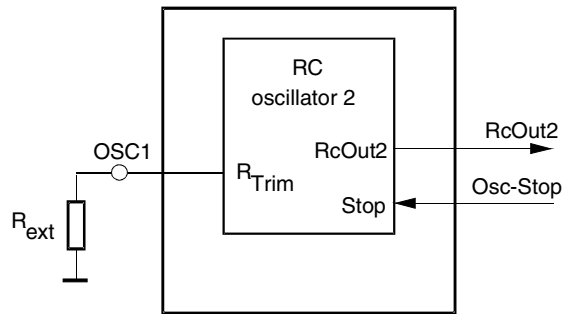 RC
oscillator 2
RcOut2
RcOut2
OSC1
RTrim
Osc-Stop
Stop
Rext